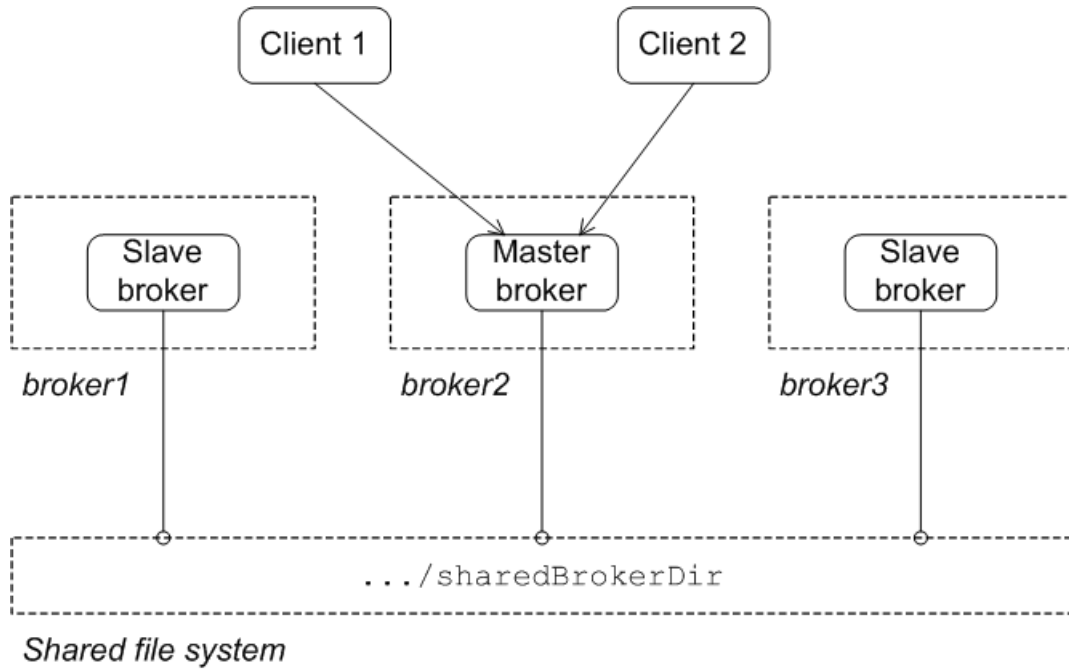 Client 1
Client 2
Slave
broker
Master
broker
Slave
broker
broker1
broker2
broker3
.../sharedBrokerDir
Shared file system